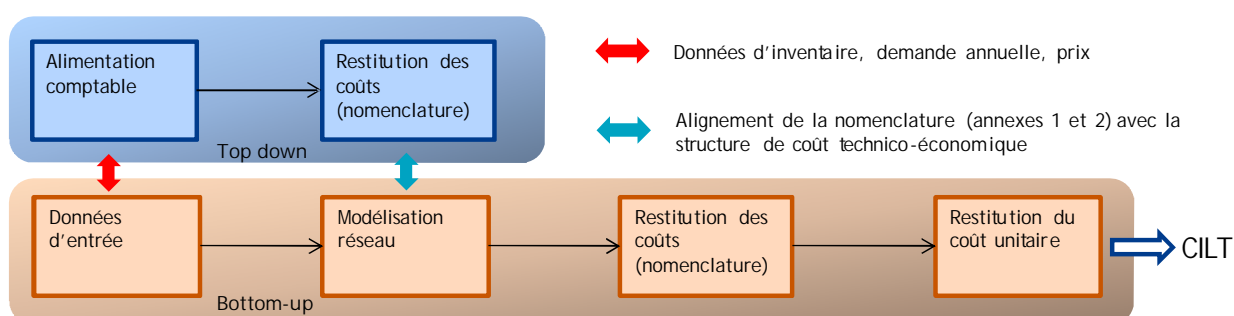 Alimentation
comptable
Restitution des
coûts
(nomenclature)
Top down
Données d'inventaire, demande annuelle, prix
Alignement de la nomenclature (annexes 1 et 2) avec la
structure de coût technico-économique
Données
d'entrée
Modélisation
réseau
Restitution des
coûts
(nomenclature)
Restitution du
coût unitaire
CILT
Bottom-up